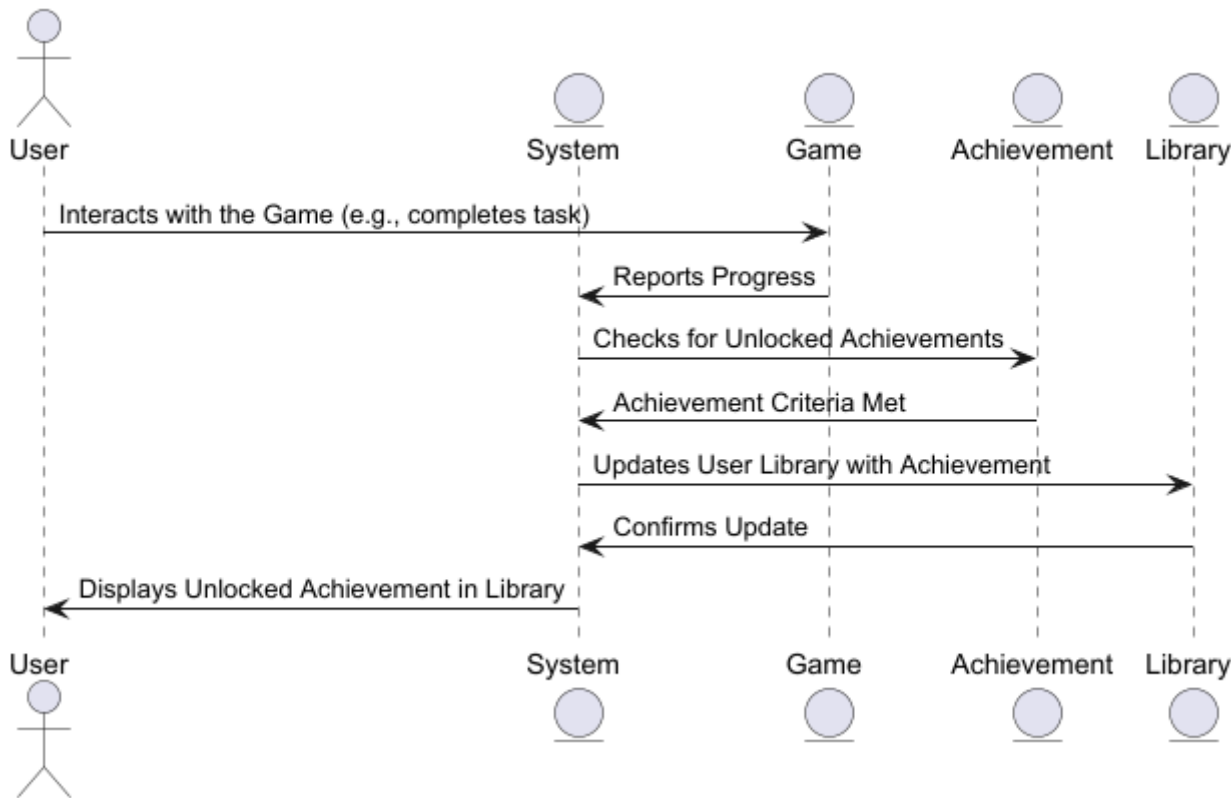 User
System
Game
Achievement
Library
Interacts with the Game (e.g., completes task)
Reports Progress
Checks for Unlocked Achievements
Achievement Criteria Met
Updates User Library with Achievement
Confirms Update
Displays Unlocked Achievement in Library
User
System
Game
Achievement
Library